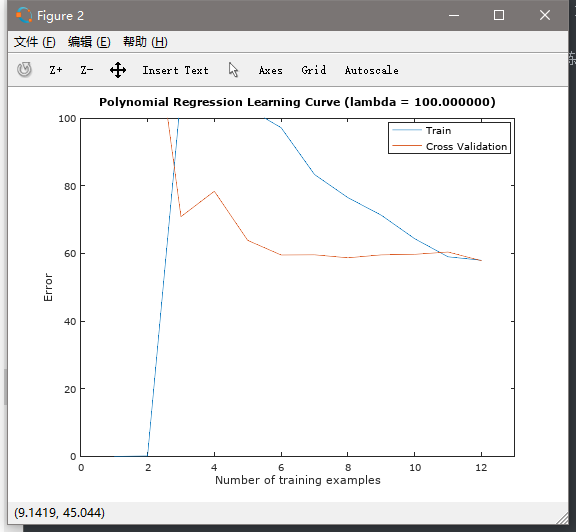 Figure 2
文件 (F) 编辑 (E) 帮助 (H)
Z+ Z- Insert Text Axes Grid Autoscale
Polynomial Regression Learning Curve (lambda = 100.000000)
Train
Cross Validation
100
80
60
40
20
0
Error
0 2 4 6 8 10 12
Number of training examples
(9.1419, 45.044)